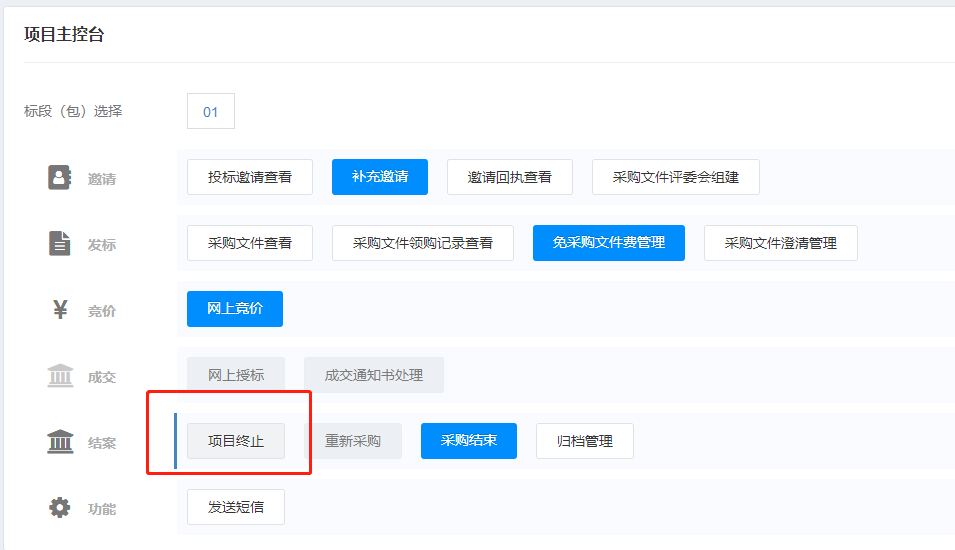 项目主控台
标段（包）选择 01
邀请 投标邀请查看 补充邀请 邀请回执查看 采购文件评委会组建
发标 采购文件查看 采购文件领购记录查看 免采购文件费管理 采购文件澄清管理
竞价 网上竞价
成交 网上授标 成交通知书处理
结案 项目终止 重新采购 采购结束 归档管理
功能 发送短信